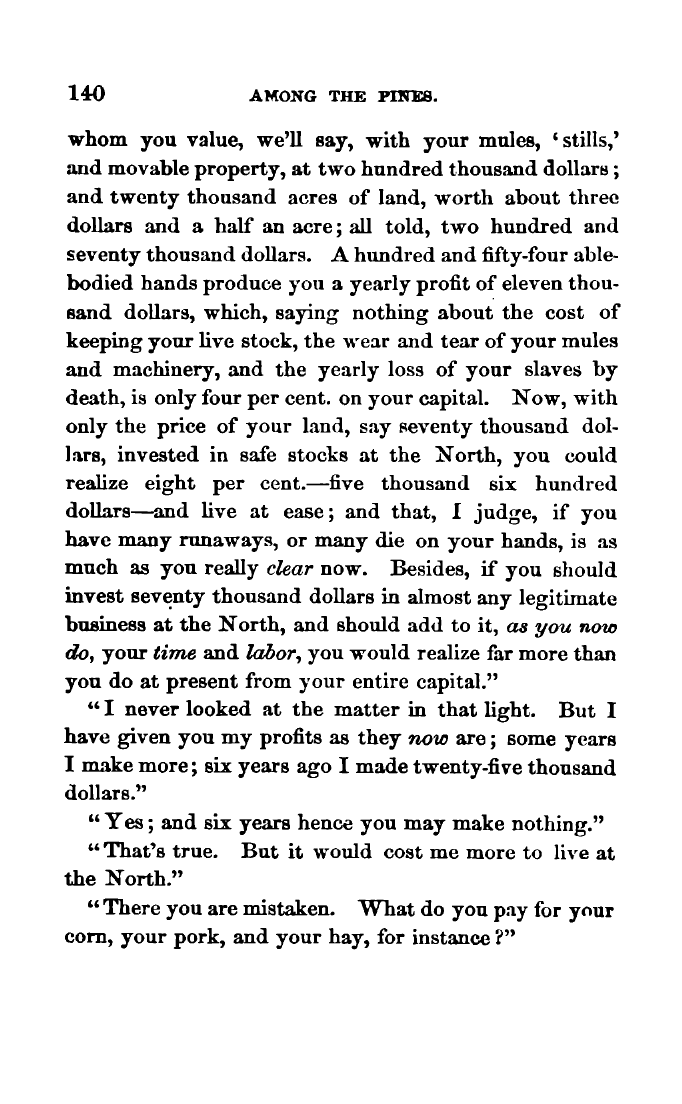 140 AMONG THE PINES.
whom you value, we'll say, with your mules, ‘stills,’
and movable property, at two hundred thousand dollars;
and twenty thousand acres of land, worth about three
dollars and a half an acre; all told, two hundred and
seventy thousand dollars. A hundred and fifty-four able-
bodied hands produce you a yearly profit of eleven thou-
sand dollars, which, saying nothing about the cost of
keeping your live stock, the wear and tear of your mules
and machinery, and the yearly loss of your slaves by
death, is only four per cent. on your capital. Now, with
only the price of your land, say seventy thousand dol-
lars, invested in safe stocks at the North, you could
realize eight per cent.—five thousand six hundred
dollars—and live at ease; and that, I judge, if you
have many runaways, or many die on your hands, is as
much as you really clear now. Besides, if you should
invest seventy thousand dollars in almost any legitimate
business at the North, and should add to it, as you now
do, your time and labor, you would realize far more than
you do at present from your entire capital.”
“I never looked at the matter in that light. But I
have given you my profits as they now are; some years
I make more; six years ago I made twenty-five thousand
dollars.”
“Yes; and six years hence you may make nothing.”
“That's true. But it would cost me more to live at
the North.”
“There you are mistaken. What do you pay for your
corn, your pork, and your hay, for instance?”